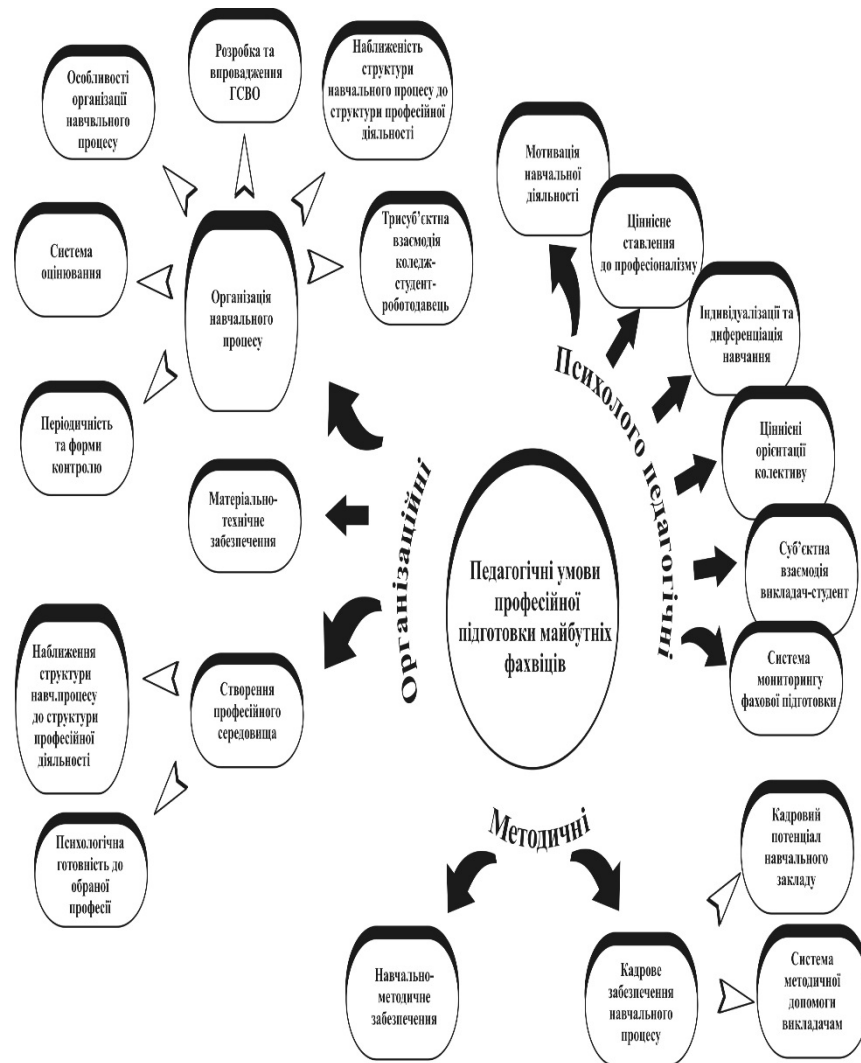 Розробка та
впровадження
ГСВО
Наближеність
структури
навчального процесу до
структури професійної
діяльності
Особливості
організації
навчвльного
процесу
Мотивація
навчальної
діяльності
Ціннісне
ставлення
до професіоналізму
Трисуб’єктна
взаємодія
коледж-
студент-
роботодавець
Система
оцінювання
Організація
навчального
процесу
Індивідуалізації та
диференціація
навчання
Періодичність
та форми
контролю
Ціннісні
орієнтації
колективу
Матеріально-
технічне
забезпечення
Суб’єктна
взаємодія
викладач-студент
Система
мониторингу
фахової підготовки
Організаційні
Психолого педагогічні
Педагогічні умови
професійної
підготовки майбутніх
фахвіців
Наближення
структури
навч.процесу
до структури
професійної
діяльності
Створення
професійного
середовища
Психологічна
готовність до
обраної
професії
Методичні
Кадровий
потенціал
навчального
закладу
Навчально-
методичне
забезпечення
Кадрове
забезпечення
навчального
процесу
Система
методичної
допомоги
викладачам